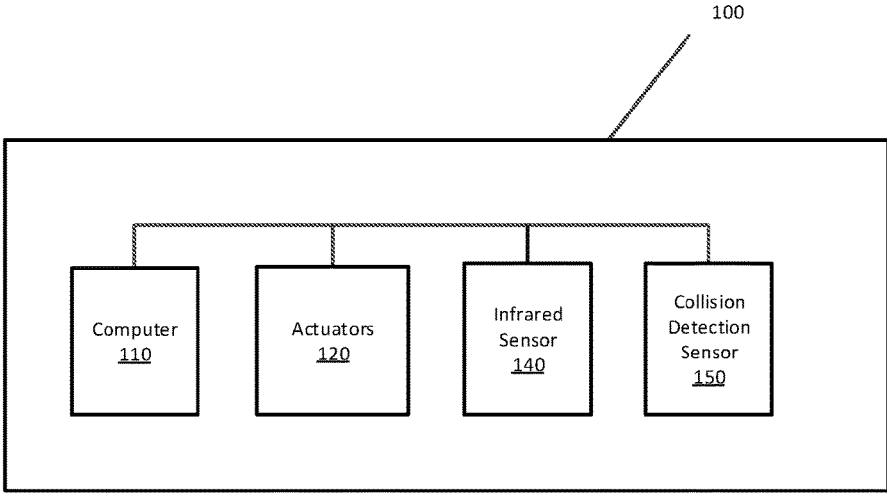 100
Computer
110
Actuators
120
Infrared
Sensor
140
Collision
Detection
Sensor
150